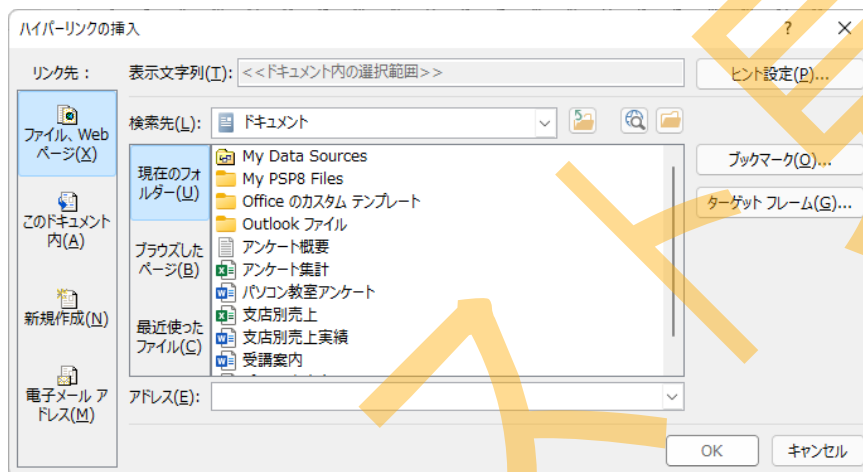 ハイパーリンクの挿入
? ×
リンク先：
表示文字列(T): <<ドキュメント内の選択範囲>>
ヒント設定(P)...
ファイル、Web
ページ(X)
検索先(L): ドキュメント
現在のフォ
ルダー(U)
My Data Sources
My PSP8 Files
Office のカスタム テンプレート
Outlook ファイル
アンケート概要
アンケート集計
パソコン教室アンケート
支店別売上
支店別売上実績
受講案内
ブックマーク(O)...
ターゲット フレーム(G)...
このドキュメント
内(A)
ブラウズした
ページ(B)
新規作成(N)
最近使った
ファイル(C)
電子メール ア
ドレス(M)
アドレス(E):
OK
キャンセル